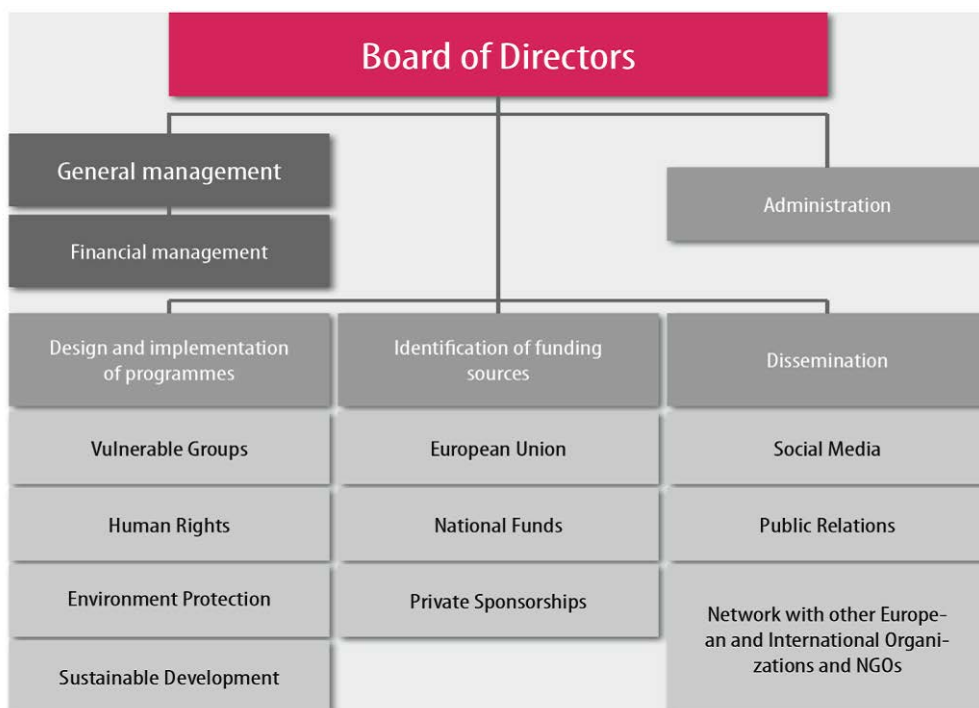 Board of Directors
General management
Administration
Financial management
Design and implementation
of programmes
Identification of funding
sources
Dissemination
Vulnerable Groups
European Union
Social Media
Human Rights
National Funds
Public Relations
Environment Protection
Private Sponsorships
Network with other Europe-
an and International Organi-
zations and NGOs
Sustainable Development